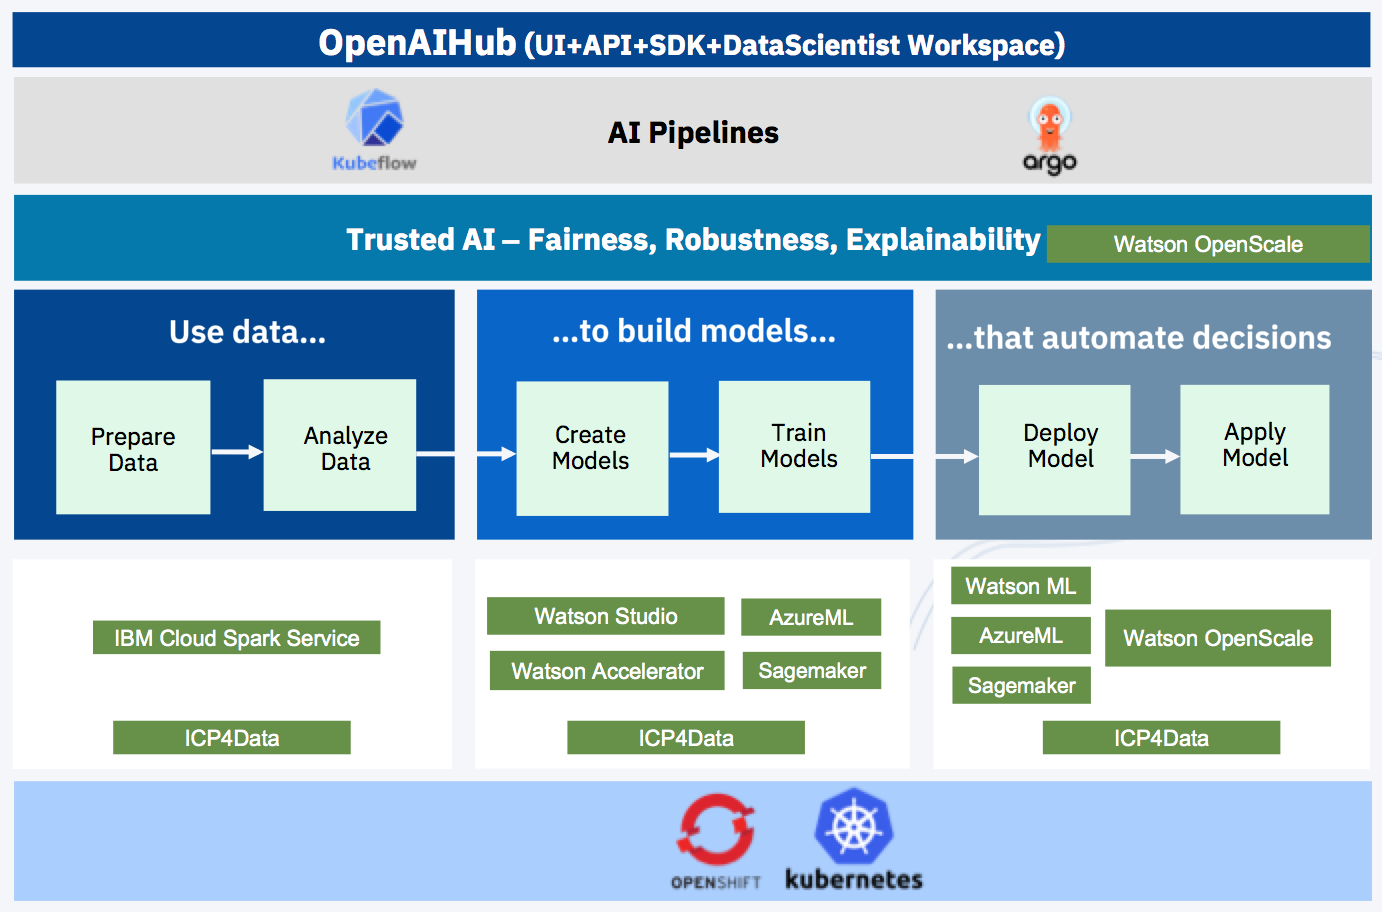 OpenAIHub (UI+API+SDK+DataScientist Workspace)
Kubeflow
AI Pipelines
argo
Trusted AI – Fairness, Robustness, Explainability
Watson OpenScale
Use data...
...to build models...
...that automate decisions
Prepare
Data
Analyze
Data
Create
Models
Train
Models
Deploy
Model
Apply
Model
IBM Cloud Spark Service
ICP4Data
Watson Studio
AzureML
Watson Accelerator
Sagemaker
ICP4Data
Watson ML
AzureML
Watson OpenScale
Sagemaker
ICP4Data
OPENSHIFT
kubernetes